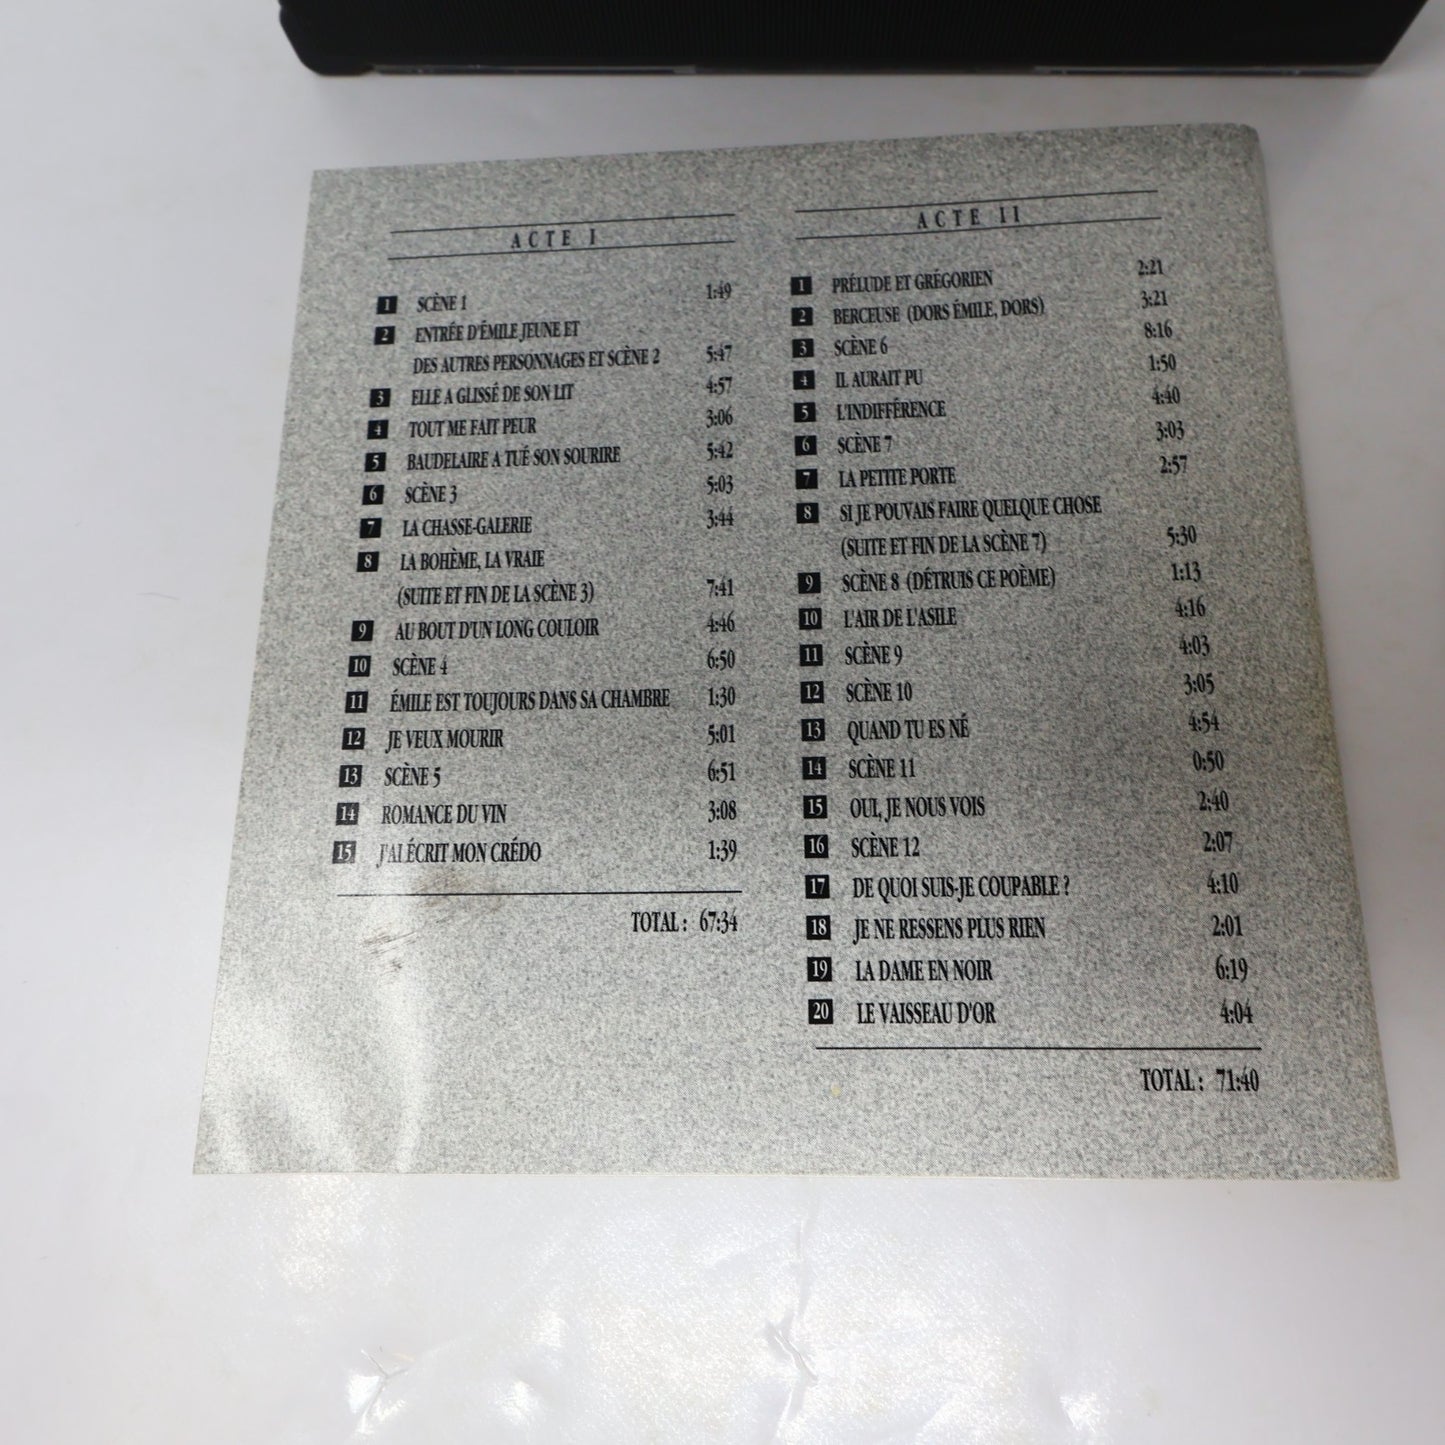 ACTE I
1 SCÈNE 1 1:49
2 ENTRÉE D'ÉMILE JEUNE ET
DES AUTRES PERSONNAGES ET SCÈNE 2 5:47
3 ELLE A GLISSÉ DE SON LIT 4:57
4 TOUT ME FAIT PEUR 3:06
5 BAUDELAIRE A TUÉ SON SOURIRE 5:42
6 SCÈNE 3 5:03
7 LA CHASSE-GALERIE 3:44
8 LA BOHÈME, LA VRAIE
(SUITE ET FIN DE LA SCÈNE 3) 7:41
9 AU BOUT D'UN LONG COULOIR 4:46
10 SCÈNE 4 6:50
11 ÉMILE EST TOUJOURS DANS SA CHAMBRE 1:30
12 JE VEUX MOURIR 5:01
13 SCÈNE 5 6:51
14 ROMANCE DU VIN 3:08
15 J'AI ÉCRIT MON CRÉDO 1:39
TOTAL : 67:34
ACTE II
1 PRÉLUDE ET GRÉGORIEN 2:21
2 BERCEUSE (DORS ÉMILE, DORS) 3:21
3 SCÈNE 6 8:16
4 IL AURAIT PU 1:50
5 L'INDIFFÉRENCE 4:40
6 SCÈNE 7 3:03
7 LA PETITE PORTE 2:57
8 SI JE POUVAIS FAIRE QUELQUE CHOSE
(SUITE ET FIN DE LA SCÈNE 7) 5:30
9 SCÈNE 8 (DÉTRUIS CE POÈME) 1:13
10 L'AIR DE L'ASILE 4:16
11 SCÈNE 9 4:03
12 SCÈNE 10 3:05
13 QUAND TU ES NÉ 4:54
14 SCÈNE 11 0:50
15 OUI, JE NOUS VOIS 2:40
16 SCÈNE 12 2:07
17 DE QUOI SUIS-JE COUPABLE ? 4:10
18 JE NE RESSENS PLUS RIEN 2:01
19 LA DAME EN NOIR 6:19
20 LE VAISSEAU D'OR 4:04
TOTAL : 71:40